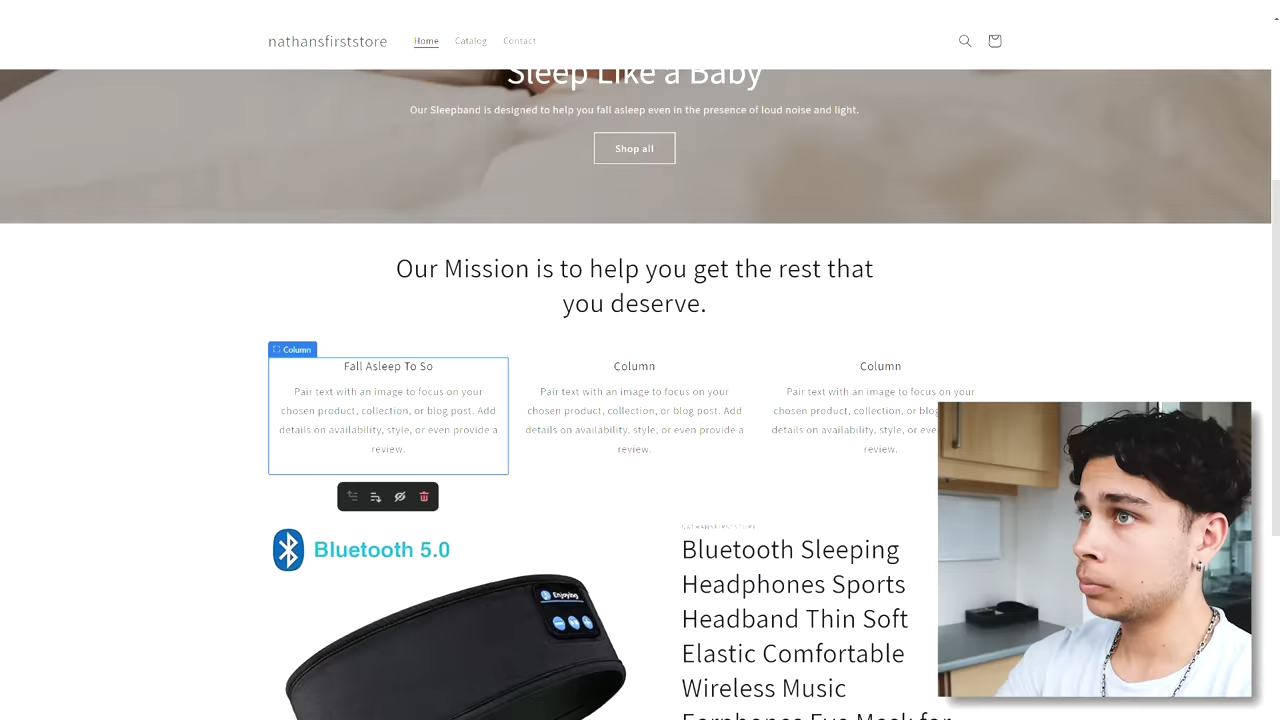 nathansfirststore
Home
Catalog
Contact
Sleep Like a Baby
Our Sleepband is designed to help you fall asleep even in the presence of loud noise and light.
Shop all
Our Mission is to help you get the rest that
you deserve.
Column
Fall Asleep To So
Pair text with an image to focus on your
chosen product, collection, or blog post. Add
details on availability, style, or even provide a
review.
Column
Pair text with an image to focus on your
chosen product, collection, or blog post. Add
details on availability, style, or even provide a
review.
Column
Pair text with an image to focus on your
chosen product, collection, or
details on availability, style, or
review.
Bluetooth 5.0
Enjoying
NATHANSFIRSTSTORE
Bluetooth Sleeping
Headphones Sports
Headband Thin Soft
Elastic Comfortable
Wireless Music
Earphones Eye Mask for